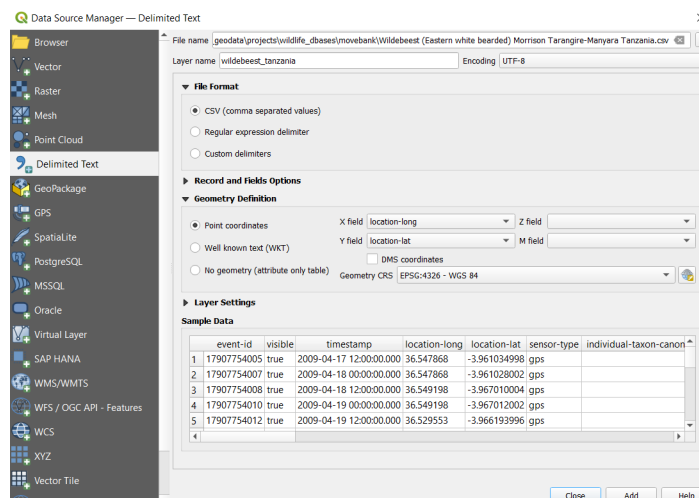 Data Source Manager — Delimited Text
Browser
Vector
Raster
Mesh
Point Cloud
Delimited Text
GeoPackage
GPS
SpatiaLite
PostgreSQL
MSSQL
Oracle
Virtual Layer
SAP HANA
WMS/WMTS
WFS / OGC API - Features
WCS
XYZ
Vector Tile
File name .geodata\projects\wildlife_dbases\movebank\Wildebeest (Eastern white bearded) Morrison Tarangire-Manyara Tanzania.csv
Layer name wildebeest_tanzania Encoding UTF-8
File Format
CSV (comma separated values)
Regular expression delimiter
Custom delimiters
Record and Fields Options
Geometry Definition
Point coordinates X field location-long Z field
Well known text (WKT) Y field location-lat M field
DMS coordinates
No geometry (attribute only table) Geometry CRS EPSG:4326 - WGS 84
Layer Settings
Sample Data
event-id visible timestamp location-long location-lat sensor-type individual-taxon-canon
1 17907754005 true 2009-04-17 12:00:00.000 36.547868 -3.961034998 gps
2 17907754007 true 2009-04-18 00:00:00.000 36.547868 -3.961028002 gps
3 17907754008 true 2009-04-18 12:00:00.000 36.549198 -3.967010004 gps
4 17907754010 true 2009-04-19 00:00:00.000 36.549198 -3.967012002 gps
5 17907754012 true 2009-04-19 12:00:00.000 36.529553 -3.966193996 gps
Close Add Help